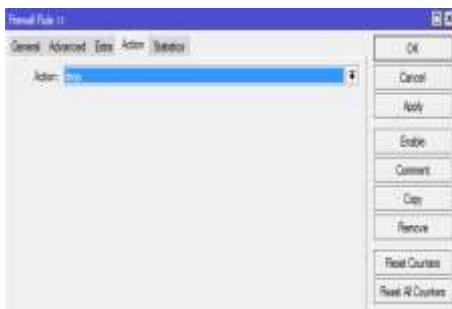 Firewall Rule
General Advanced Extra Action Statistics
Action: drop
OK
Cancel
Apply
Enable
Comment
Copy
Remove
Reset Counters
Reset All Counters